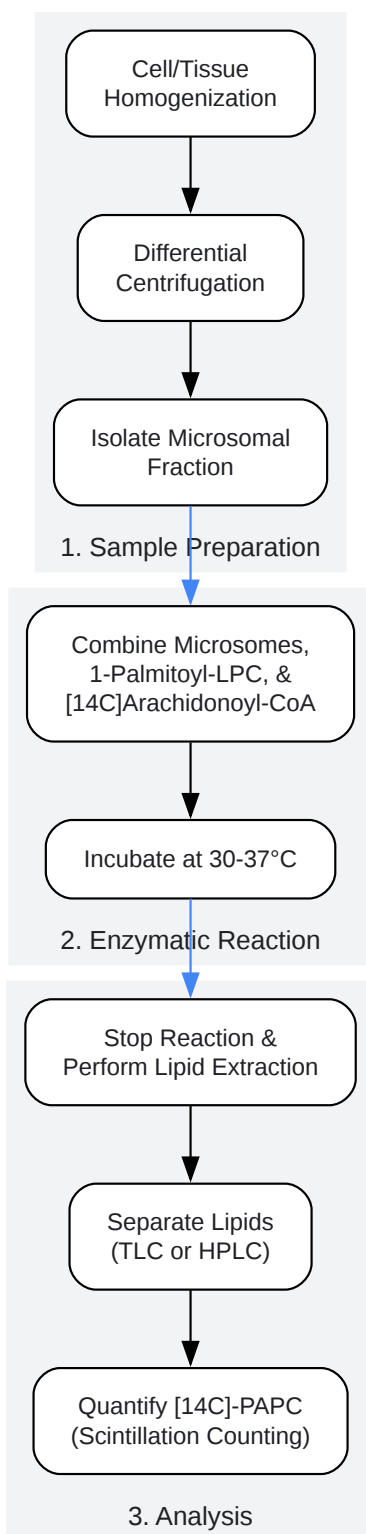 Cell/Tissue
Homogenization
Differential
Centrifugation
Isolate Microsomal
Fraction
1. Sample Preparation
Combine Microsomes,
1-Palmitoyl-LPC, &
[14C]Arachidonoyl-CoA
Incubate at 30-37°C
2. Enzymatic Reaction
Stop Reaction &
Perform Lipid Extraction
Separate Lipids
(TLC or HPLC)
Quantify [14C]-PAPC
(Scintillation Counting)
3. Analysis